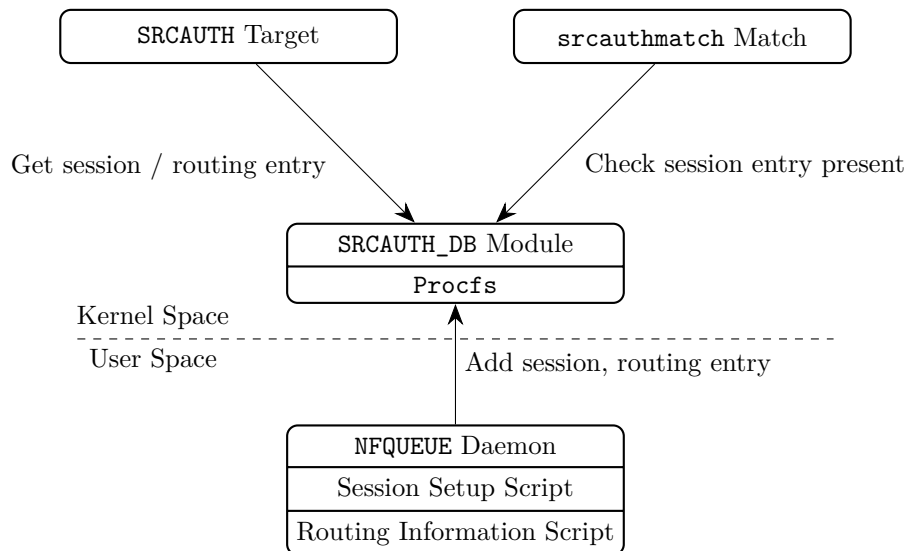 SRCAUTH Target
srcauthmatch Match
Get session / routing entry
Check session entry present
SRCAUTH_DB Module
Procfs
Kernel Space
User Space
Add session, routing entry
NFQUEUE Daemon
Session Setup Script
Routing Information Script